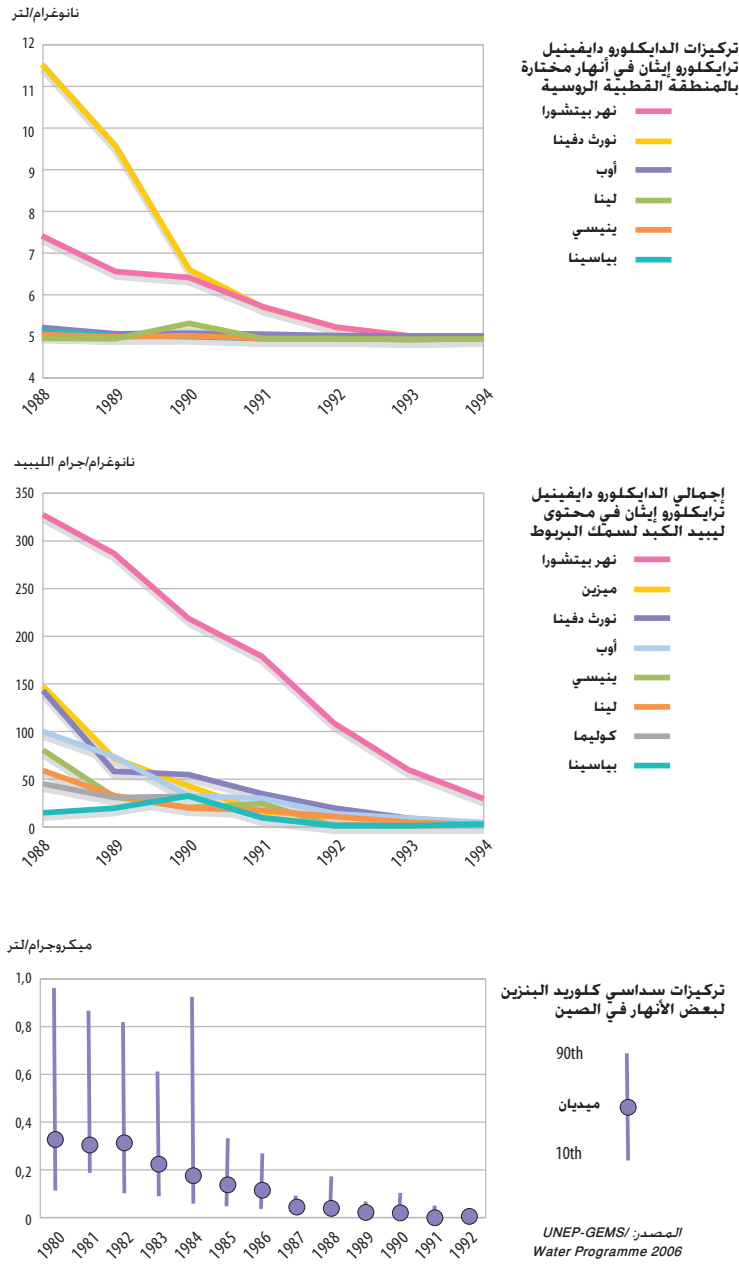 نانوغرام/لتر
تركيزات الدايكلورو دايفينيل
ترايكلورو إيثان في أنهار مختارة
بالمنطقة القطبية الروسية
نهر بيتشورا
نورث دفينا
أوب
لينا
ينيسي
بياسينا
12
11
10
9
8
7
6
5
4
1988 1989 1990 1991 1992 1993 1994
نانوغرام/جرام الليبيد
إجمالي الدايكلورو دايفينيل
ترايكلورو إيثان في محتوى
ليبيد الكبد لسمك البربوط
نهر بيتشورا
ميزين
نورث دفينا
أوب
ينيسي
لينا
كوليما
بياسينا
350
300
250
200
150
100
50
0
1988 1989 1990 1991 1992 1993 1994
ميكروجرام/لتر
تركيزات سداسي كلوريد البنزين
لبعض الأنهار في الصين
90th
ميديان
10th
1,0
0,8
0,6
0,4
0,2
0
1980 1981 1982 1983 1984 1985 1986 1987 1988 1989 1990 1991 1992
المصدر: UNEP-GEMS/
Water Programme 2006